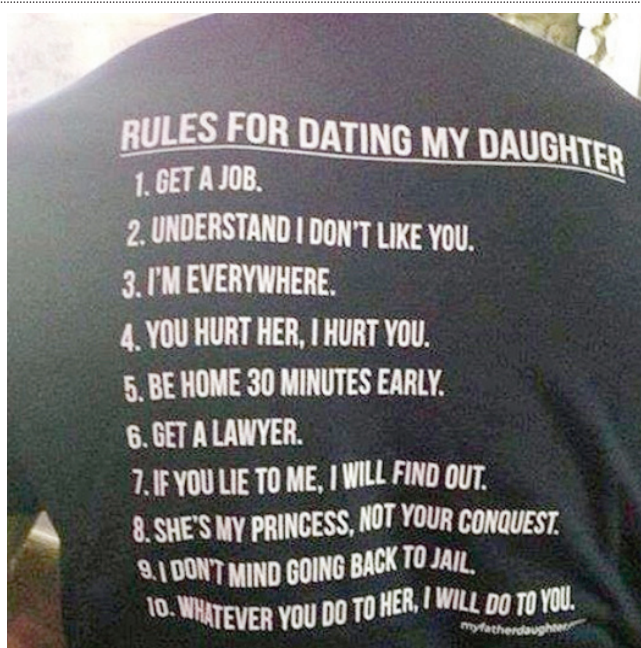 RULES FOR DATING MY DAUGHTER
1. GET A JOB.
2. UNDERSTAND I DON'T LIKE YOU.
3. I'M EVERYWHERE.
4. YOU HURT HER, I HURT YOU.
5. BE HOME 30 MINUTES EARLY.
6. GET A LAWYER.
7. IF YOU LIE TO ME, I WILL FIND OUT.
8. SHE'S MY PRINCESS, NOT YOUR CONQUEST.
9. I DON'T MIND GOING BACK TO JAIL.
10. WHATEVER YOU DO TO HER, I WILL DO TO YOU.